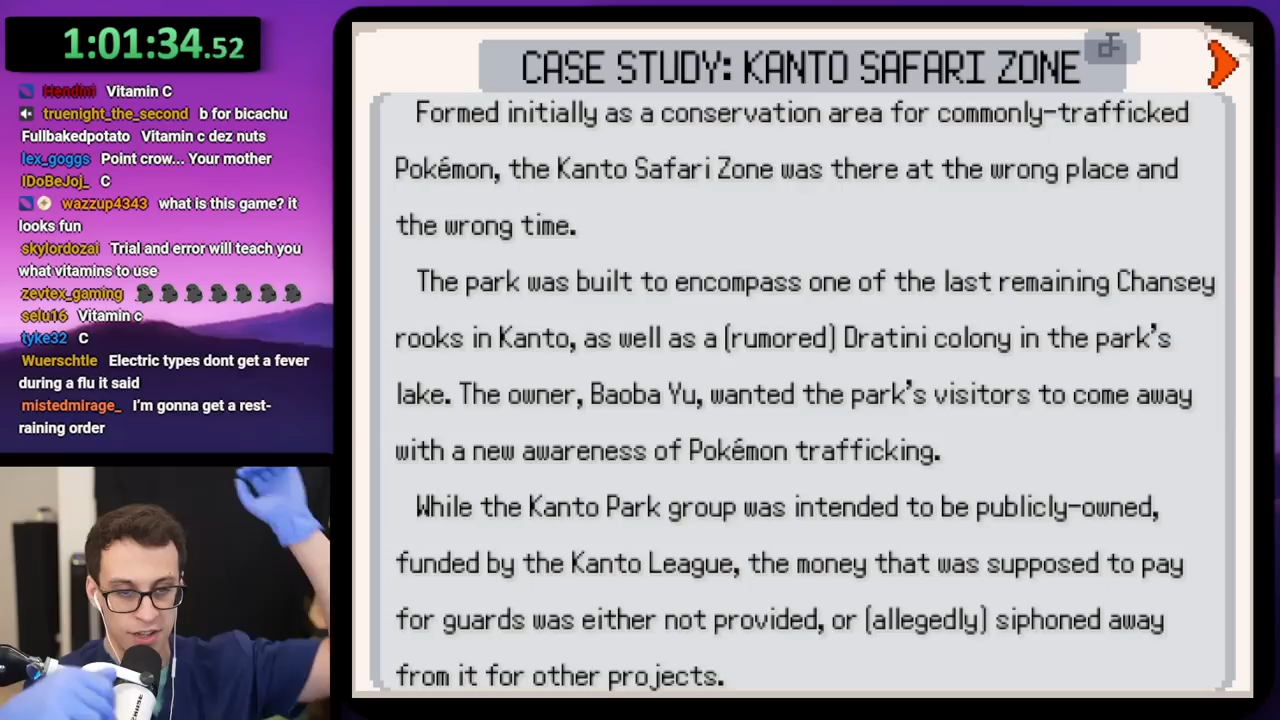 1:01:34.52
Hendini Vitamin C
truenight_the_second b for bicachu
Fullbakedpotato Vitamin c dez nuts
lex_goggs Point crow... Your mother
IDoBeJoj_ C
wazzup4343 what is this game? it
looks fun
skylordozai Trial and error will teach you
what vitamins to use
zevtex_gaming
selu16 Vitamin c
tyke32 C
Wuerschtle Electric types dont get a fever
during a flu it said
mistedmirage_ I'm gonna get a rest-
raining order
CASE STUDY: KANTO SAFARI ZONE
Formed initially as a conservation area for commonly-trafficked
Pokémon, the Kanto Safari Zone was there at the wrong place and
the wrong time.
The park was built to encompass one of the last remaining Chansey
rooks in Kanto, as well as a (rumored) Dratini colony in the park's
lake. The owner, Baoba Yu, wanted the park's visitors to come away
with a new awareness of Pokémon trafficking.
While the Kanto Park group was intended to be publicly-owned,
funded by the Kanto League, the money that was supposed to pay
for guards was either not provided, or (allegedly) siphoned away
from it for other projects.